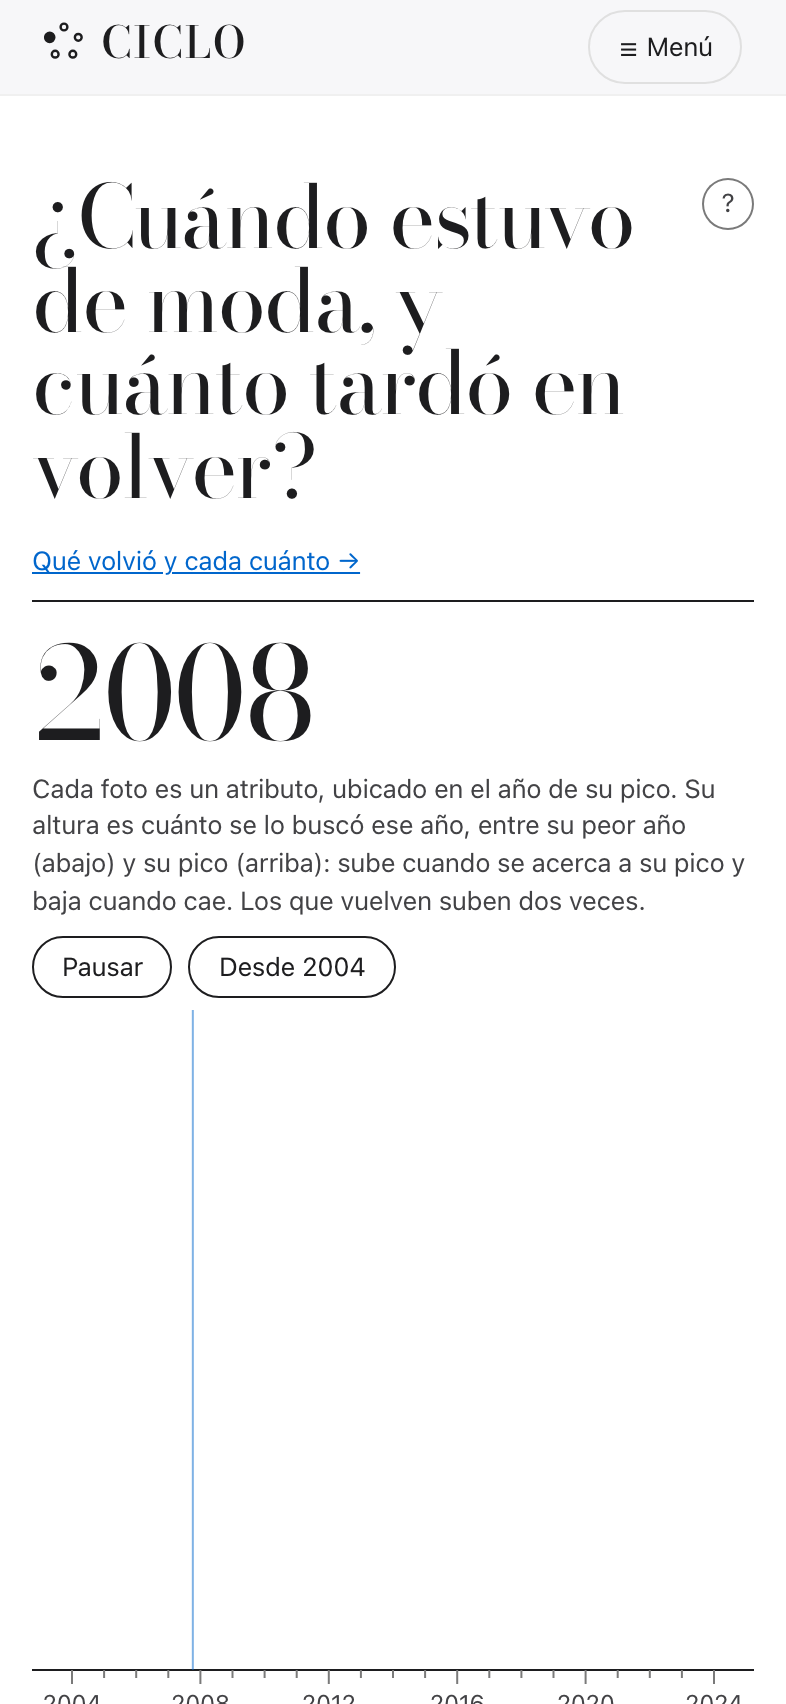 CICLO
≡ Menú
¿Cuándo estuvo
de moda, y
cuánto tardó en
volver?
?
Qué volvió y cada cuánto →
2008
Cada foto es un atributo, ubicado en el año de su pico. Su
altura es cuánto se lo buscó ese año, entre su peor año
(abajo) y su pico (arriba): sube cuando se acerca a su pico y
baja cuando cae. Los que vuelven suben dos veces.
Pausar
Desde 2004
2004 2008 2012 2016 2020 2024